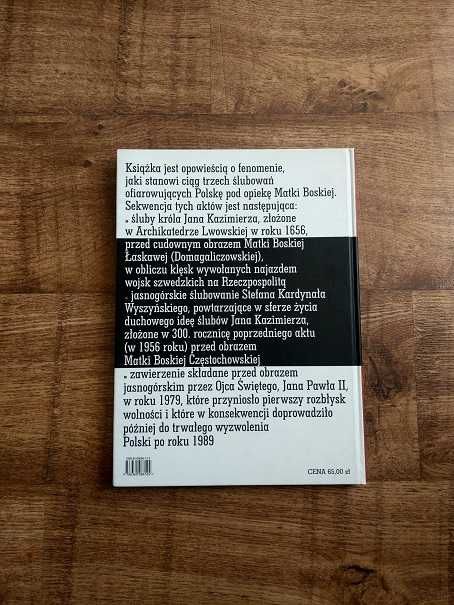 Książka jest opowieścią o fenomenie,
jaki stanowi ciąg trzech ślubowań
ofiarowujących Polskę pod opiekę Matki Boskiej.
Sekwencja tych aktów jest następująca:
• śluby króla Jana Kazimierza, złożone
w Archikatedrze Lwowskiej w roku 1656,
przed cudownym obrazem Matki Boskiej
Łaskawej (Domagaliczowskiej),
w obliczu klęsk wywołanych najazdem
wojsk szwedzkich na Rzeczpospolitą
• jasnogórskie ślubowanie Stefana Kardynała
Wyszyńskiego, powtarzające w sferze życia
duchowego ideę ślubów Jana Kazimierza,
złożone w 300. rocznicę poprzedniego aktu
(w 1956 roku) przed obrazem
Matki Boskiej Częstochowskiej
• zawierzenie składane przed obrazem
jasnogórskim przez Ojca Świętego, Jana Pawła II,
w roku 1979, które przyniosło pierwszy rozbłysk
wolności i które w konsekwencji doprowadziło
później do trwałego wyzwolenia
Polski po roku 1989
CENA 65,00 zł